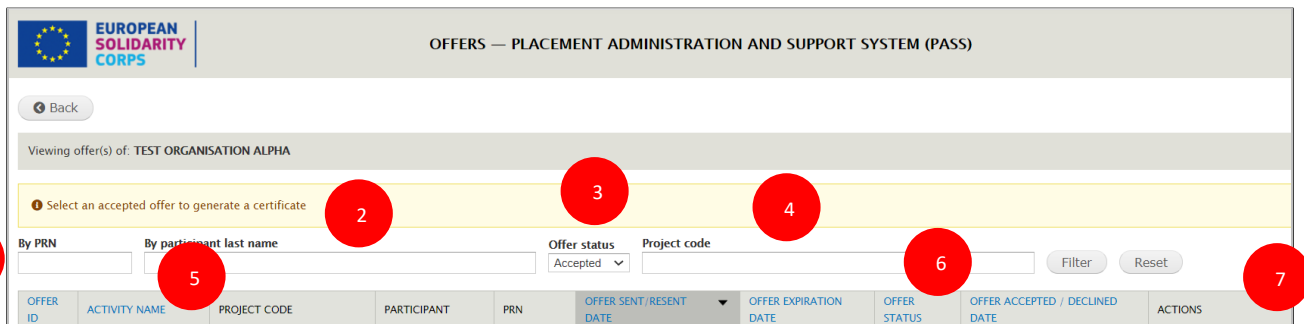 EUROPEAN
SOLIDARITY
CORPS
OFFERS — PLACEMENT ADMINISTRATION AND SUPPORT SYSTEM (PASS)
Back
Viewing offer(s) of: TEST ORGANISATION ALPHA
Select an accepted offer to generate a certificate
2
3
4
By PRN
By participant last name
Offer status
Project code
Accepted
5
6
Filter
Reset
7
OFFER ID
ACTIVITY NAME
PROJECT CODE
PARTICIPANT
PRN
OFFER SENT/RESENT DATE
OFFER EXPIRATION DATE
OFFER STATUS
OFFER ACCEPTED / DECLINED DATE
ACTIONS